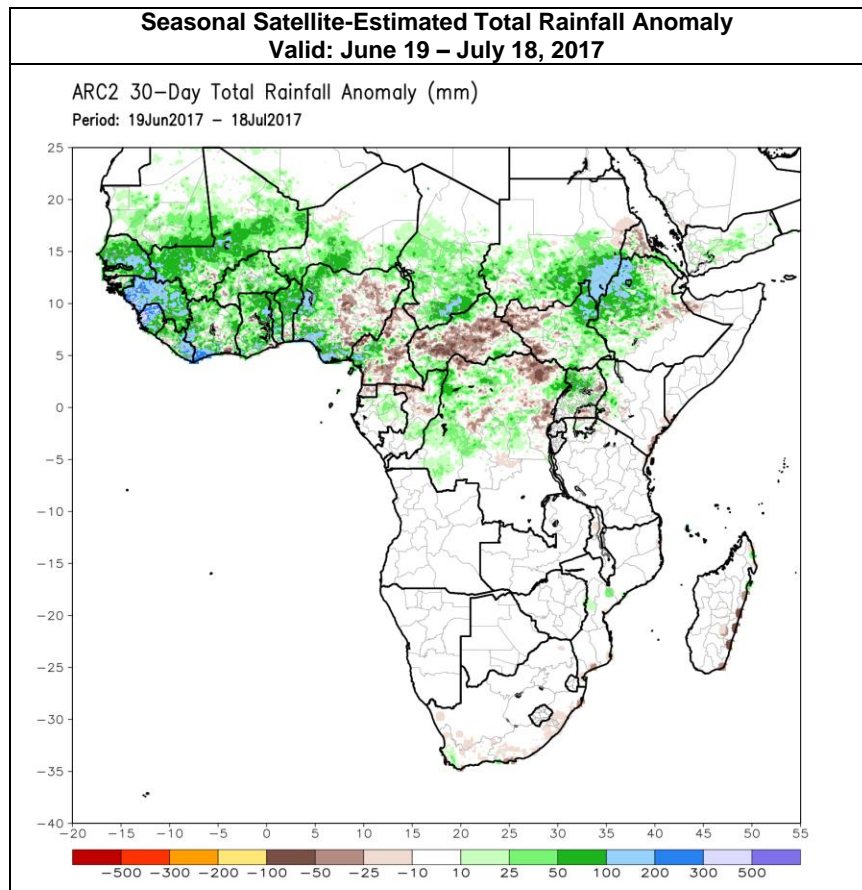 Seasonal Satellite-Estimated Total Rainfall Anomaly
Valid: June 19 – July 18, 2017
ARC2 30-Day Total Rainfall Anomaly (mm)
Period: 19Jun2017 - 18Jul2017
25
20
15
10
5
0
-5
-10
-15
-20
-25
-30
-35
-40
-20 -15 -10 -5 0 5 10 15 20 25 30 35 40 45 50 55
-500 -300 -200 -100 -50 -25 -10 10 25 50 100 200 300 500